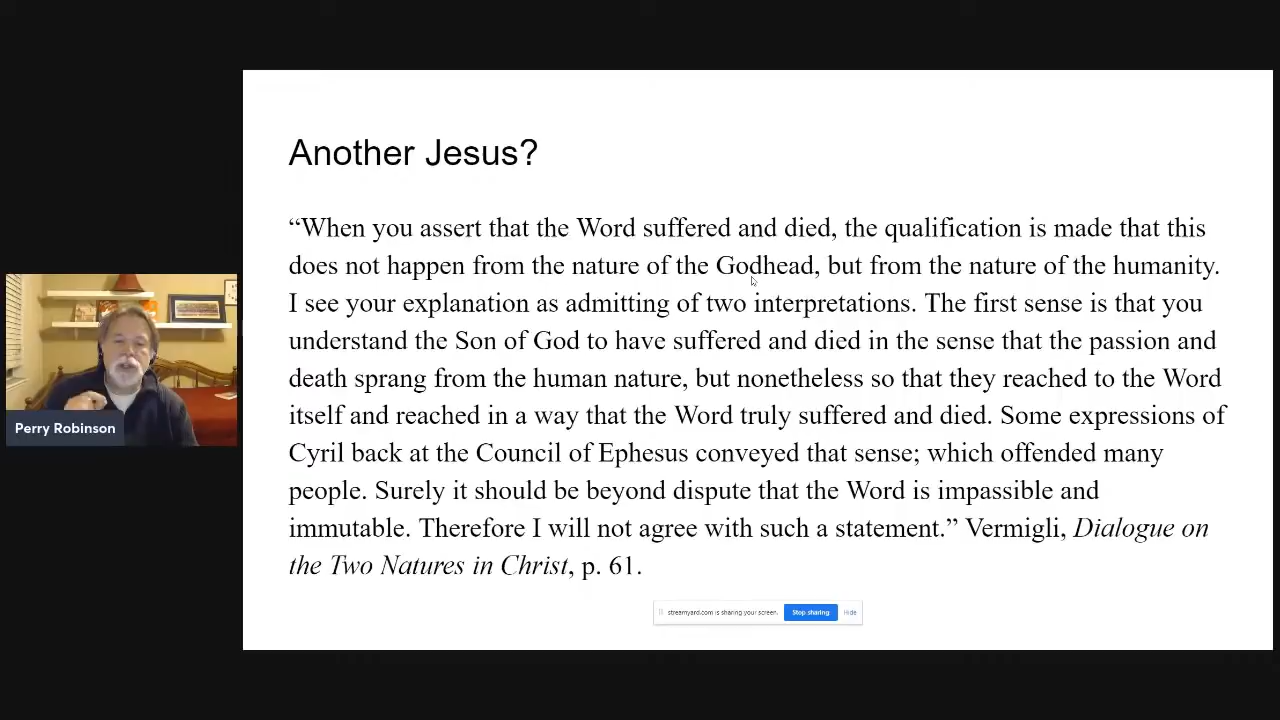 Another Jesus?
“When you assert that the Word suffered and died, the qualification is made that this
does not happen from the nature of the Godhead, but from the nature of the humanity.
I see your explanation as admitting of two interpretations. The first sense is that you
understand the Son of God to have suffered and died in the sense that the passion and
death sprang from the human nature, but nonetheless so that they reached to the Word
itself and reached in a way that the Word truly suffered and died. Some expressions of
Cyril back at the Council of Ephesus conveyed that sense; which offended many
people. Surely it should be beyond dispute that the Word is impassible and
immutable. Therefore I will not agree with such a statement.” Vermigli, Dialogue on
the Two Natures in Christ, p. 61.
Perry Robinson
streamyard.com is sharing your screen. Stop sharing Hide